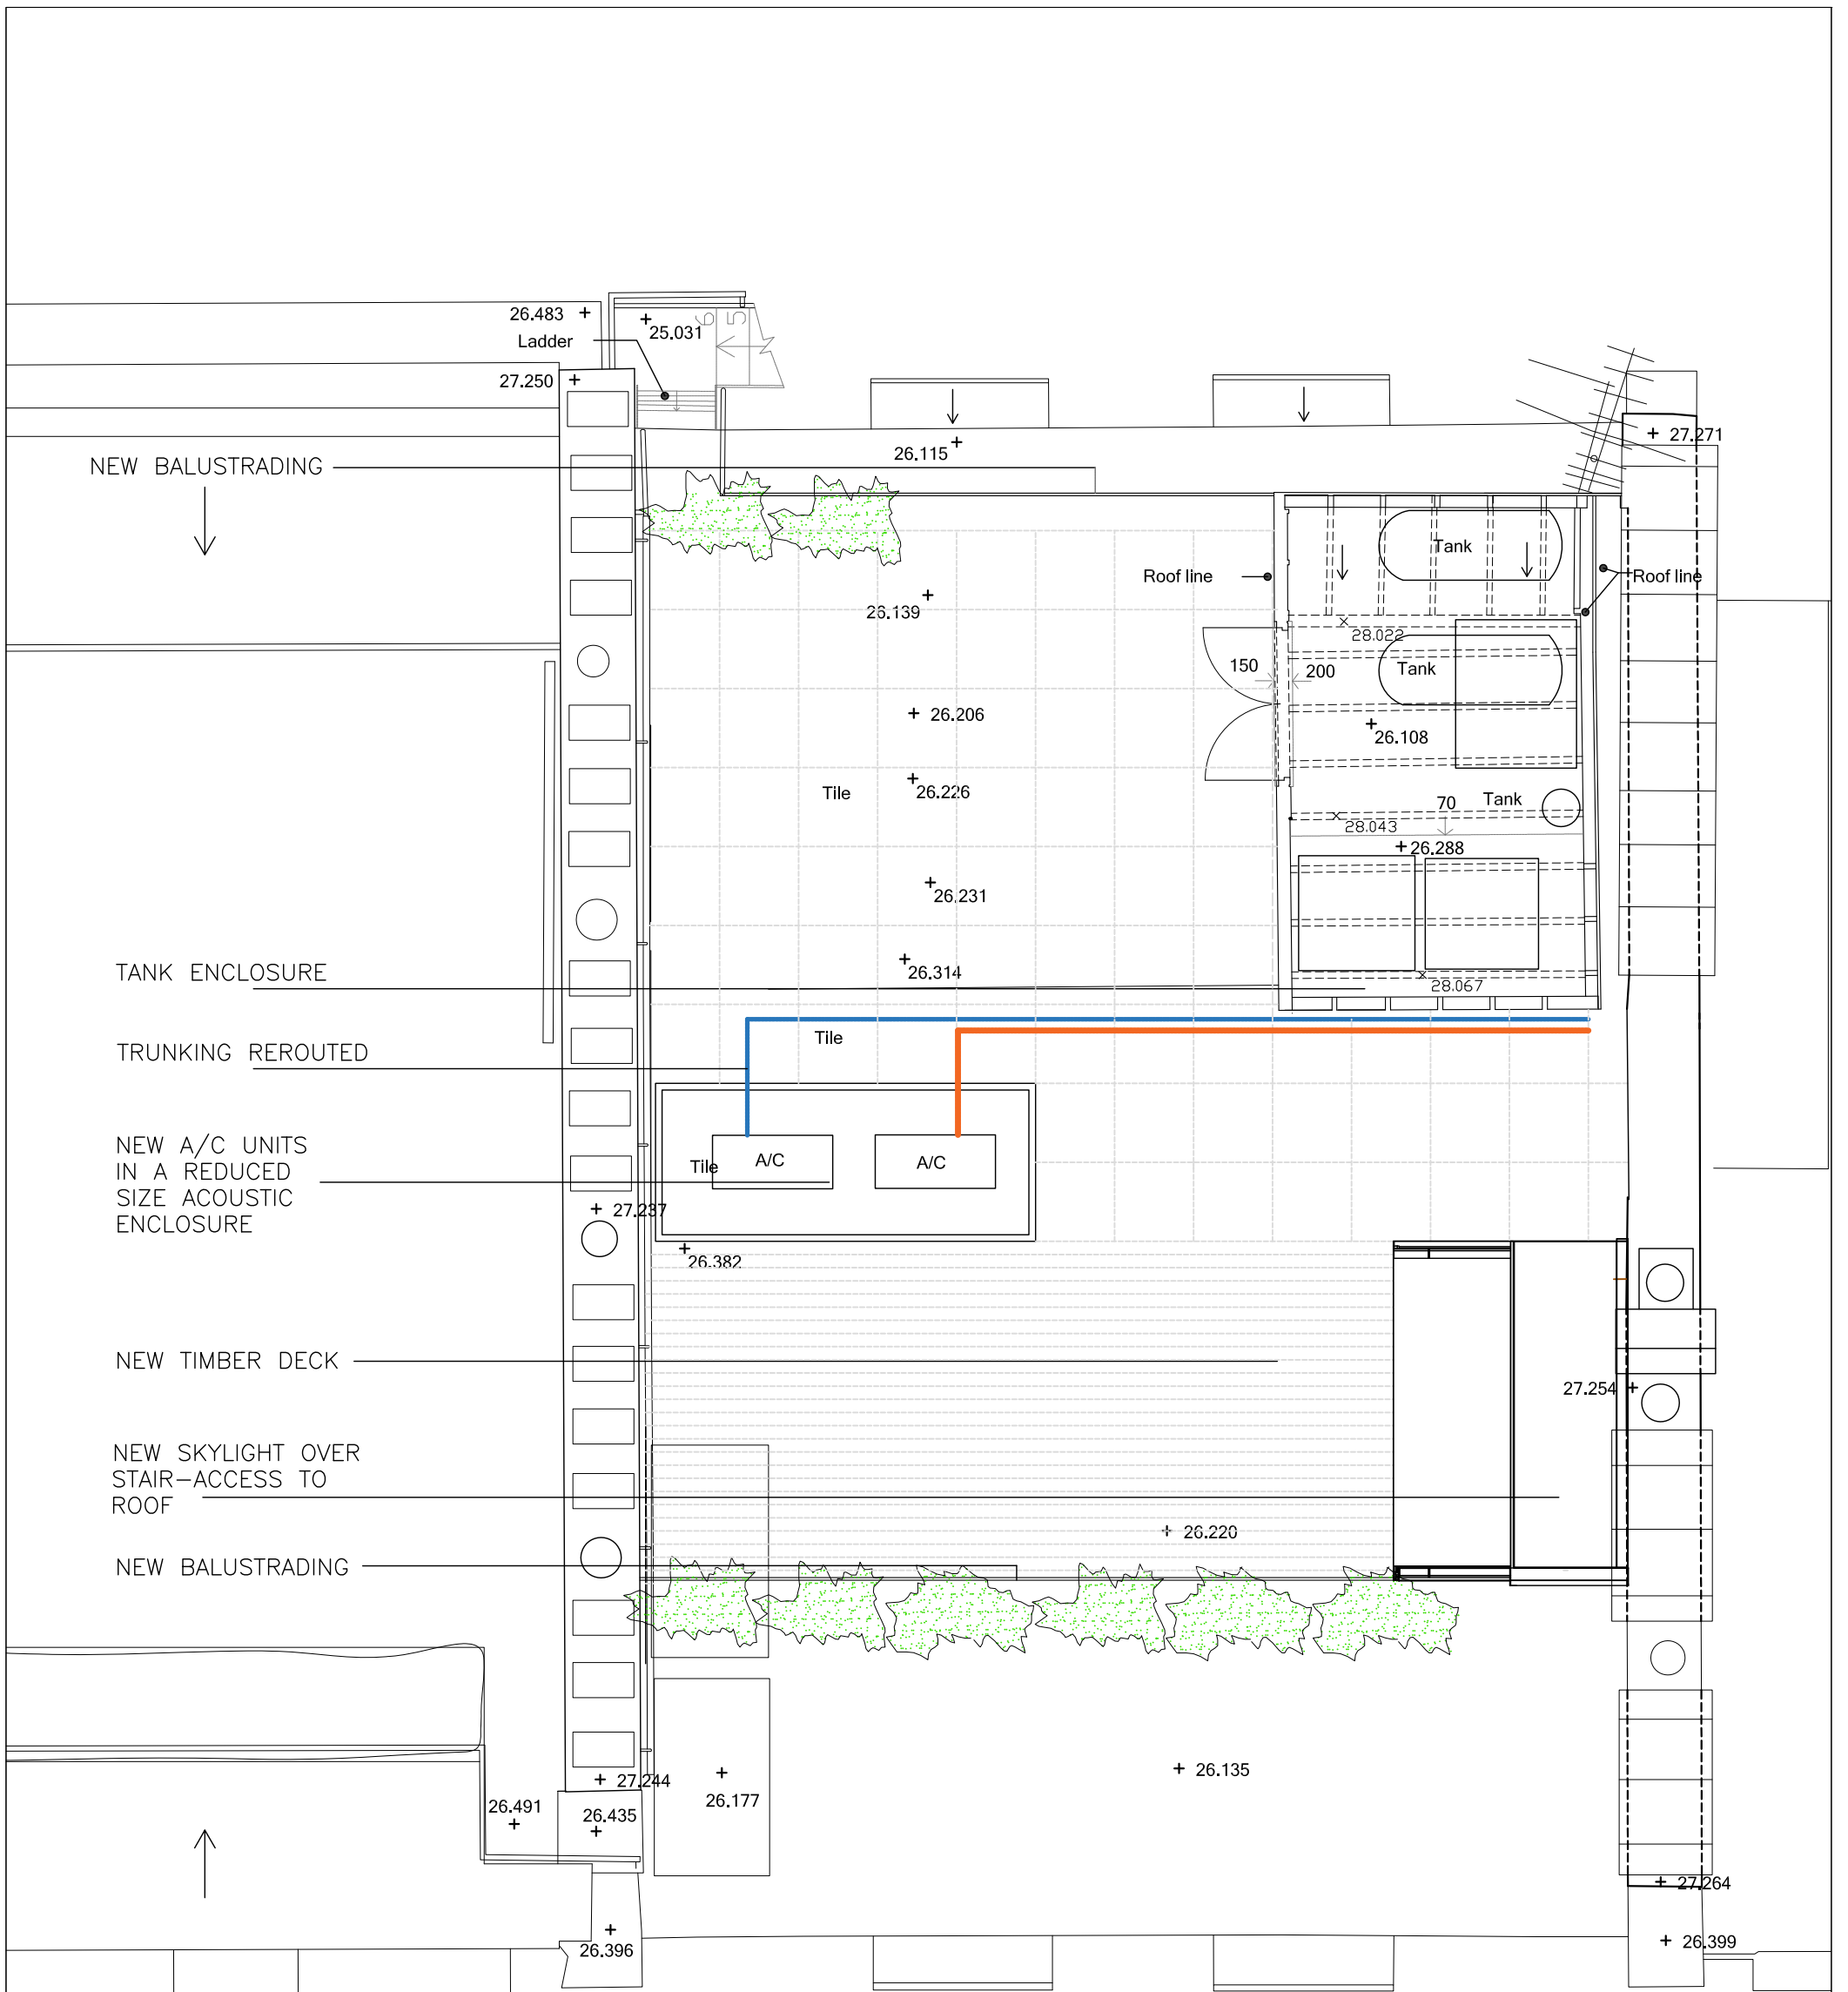 26.483
25.031
6
5
Ladder
27.250
27.271
26.115
NEW BALUSTRADING
Tank
Roof line
Roof line
26.139
28.022
150
200
Tank
26.206
26.108
26.226
Tile
70
Tank
28.043
26.288
26.231
26.314
TANK ENCLOSURE
28.067
Tile
TRUNKING REROUTED
NEW A/C UNITS
IN A REDUCED
SIZE ACOUSTIC
ENCLOSURE
Tile
A/C
A/C
27.237
26.382
NEW TIMBER DECK
27.254
NEW SKYLIGHT OVER
STAIR-ACCESS TO
ROOF
26.220
NEW BALUSTRADING
26.135
27.244
26.177
26.491
26.435
27.264
26.396
26.399